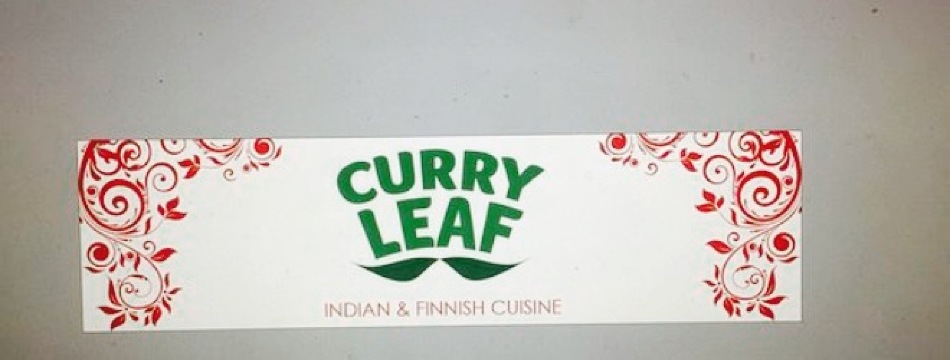 CURRY
LEAF
INDIAN & FINNISH CUISINE